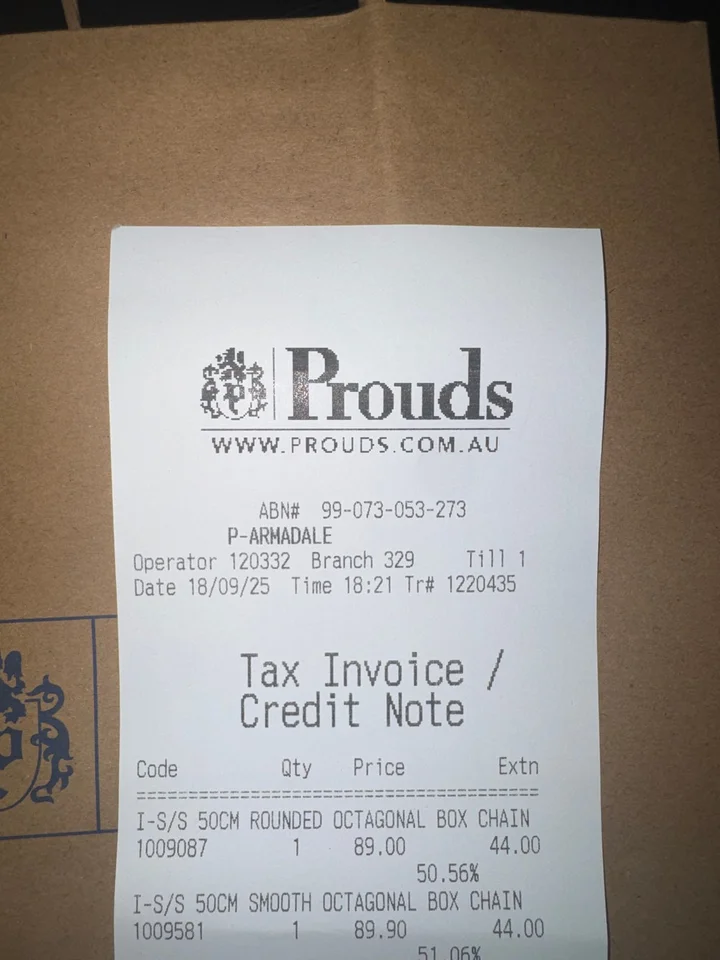 Prouds
WWW.PROUDS.COM.AU
ABN# 99-073-053-273
P-ARMADALE
Operator 120332 Branch 329 Till 1
Date 18/09/25 Time 18:21 Tr# 1220435
Tax Invoice /
Credit Note
Code Qty Price Extn
======================================
I-S/S 50CM ROUNDED OCTAGONAL BOX CHAIN
1009087 1 89.00 44.00
50.56%
I-S/S 50CM SMOOTH OCTAGONAL BOX CHAIN
1009581 1 89.90 44.00
51.06%